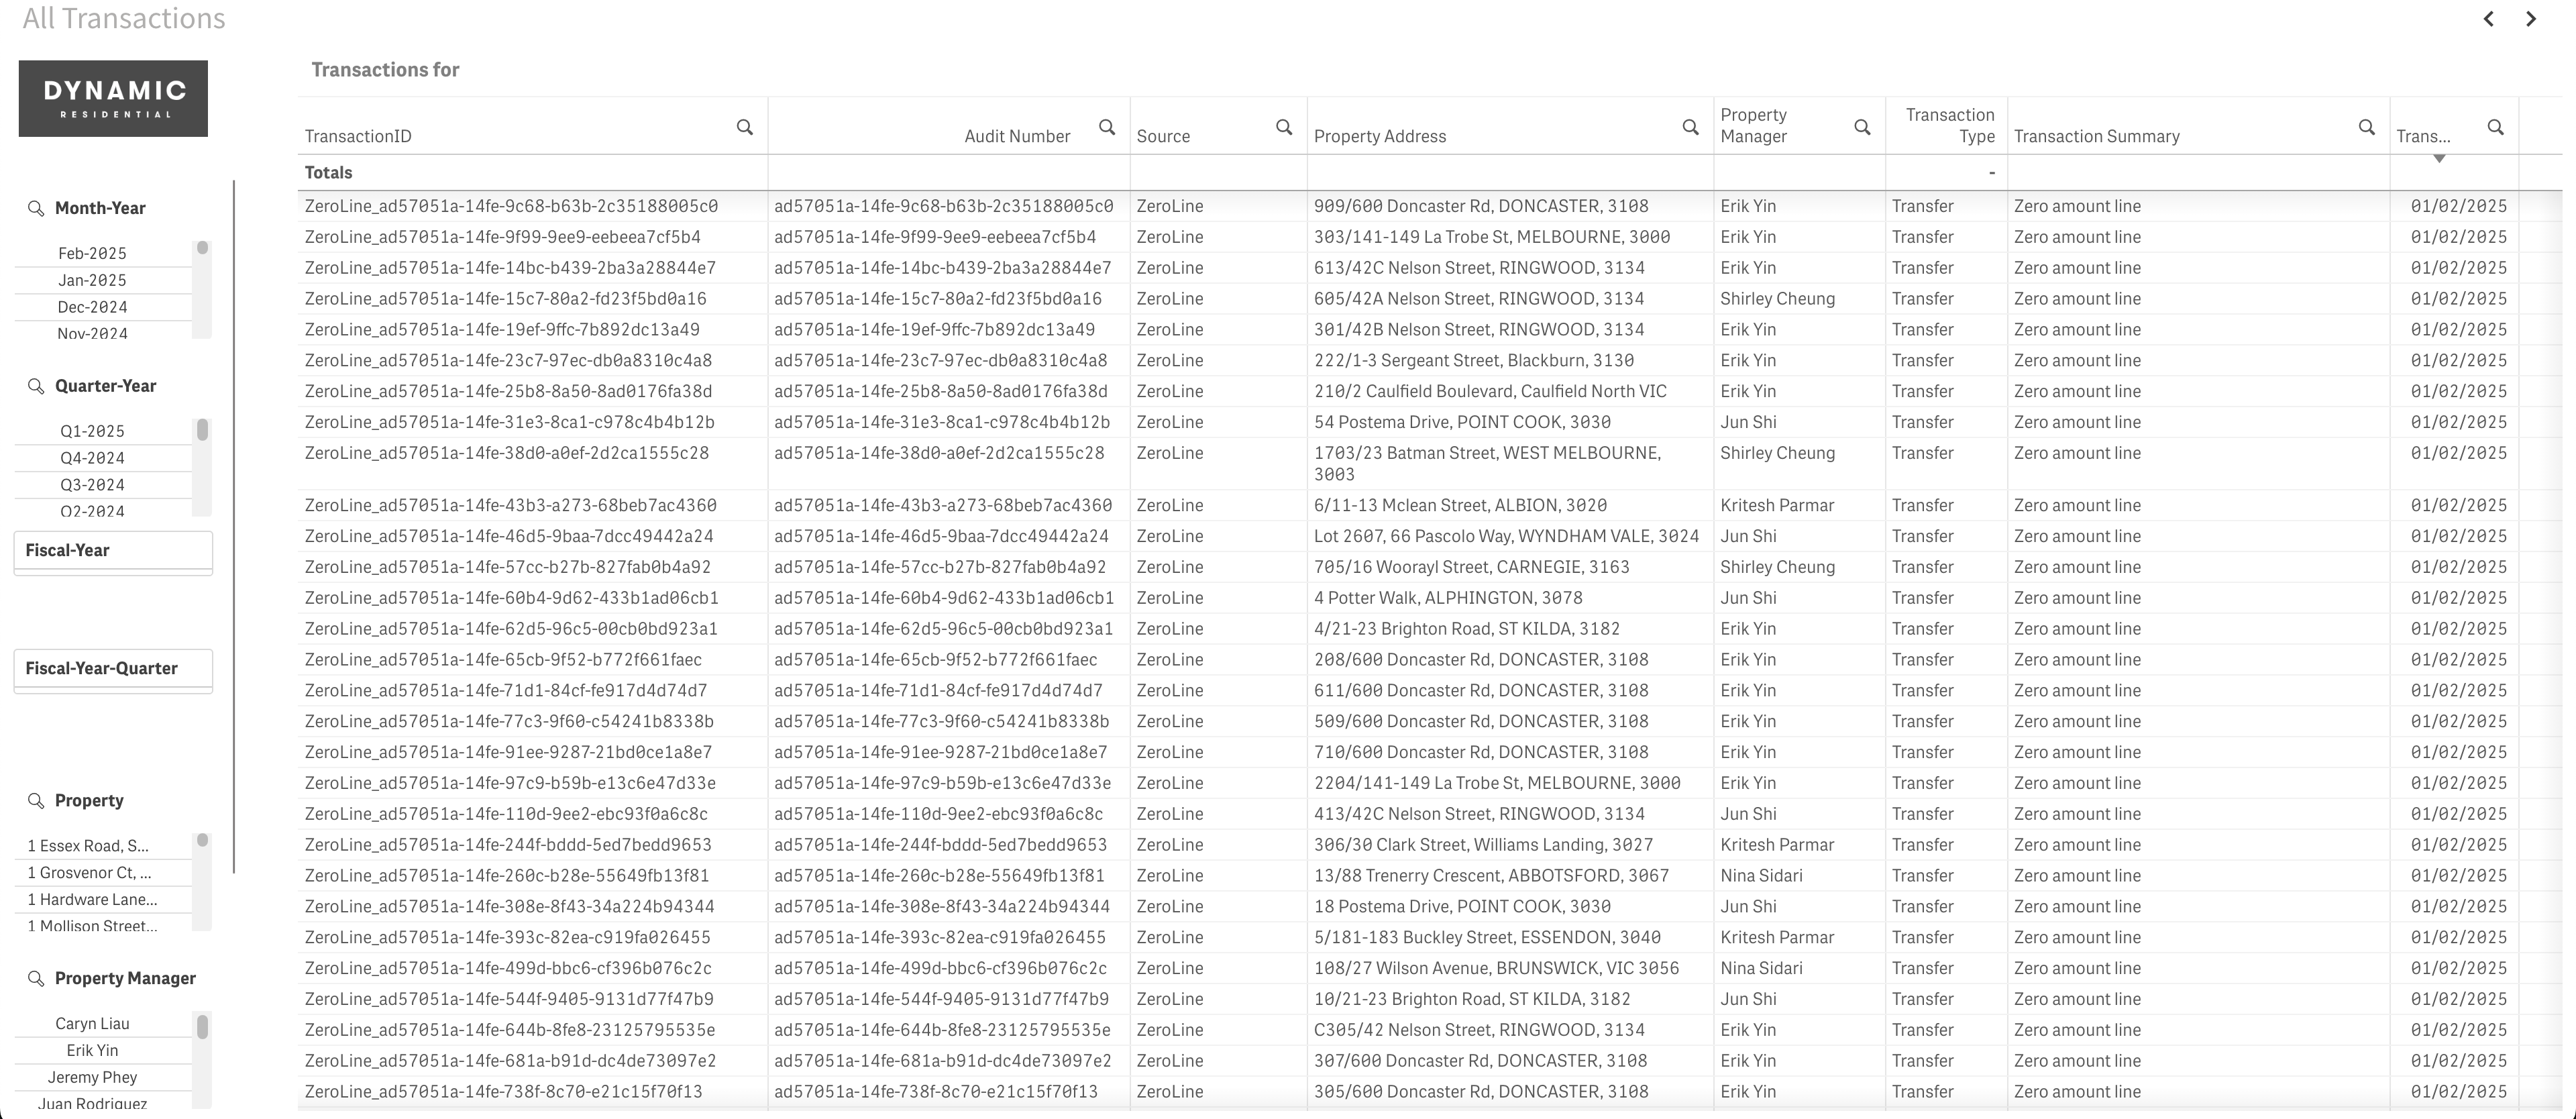 All Transactions
DYNAMIC
RESIDENTIAL
Month-Year
Feb-2025
Jan-2025
Dec-2024
Nov-2024
Quarter-Year
Q1-2025
Q4-2024
Q3-2024
Q2-2024
Fiscal-Year
Fiscal-Year-Quarter
Property
1 Essex Road, S...
1 Grosvenor Ct, ...
1 Hardware Lane...
1 Mollison Street...
Property Manager
Caryn Liau
Erik Yin
Jeremy Phey
Juan Rodriguez
Transactions for
TransactionID Audit Number Source Property Address Property Manager Transaction Type Transaction Summary Trans...
Totals -
ZeroLine_ad57051a-14fe-9c68-b63b-2c35188005c0 ad57051a-14fe-9c68-b63b-2c35188005c0 ZeroLine 909/600 Doncaster Rd, DONCASTER, 3108 Erik Yin Transfer Zero amount line 01/02/2025
ZeroLine_ad57051a-14fe-9f99-9ee9-eebeea7cf5b4 ad57051a-14fe-9f99-9ee9-eebeea7cf5b4 ZeroLine 303/141-149 La Trobe St, MELBOURNE, 3000 Erik Yin Transfer Zero amount line 01/02/2025
ZeroLine_ad57051a-14fe-14bc-b439-2ba3a28844e7 ad57051a-14fe-14bc-b439-2ba3a28844e7 ZeroLine 613/42C Nelson Street, RINGWOOD, 3134 Erik Yin Transfer Zero amount line 01/02/2025
ZeroLine_ad57051a-14fe-15c7-80a2-fd23f5bd0a16 ad57051a-14fe-15c7-80a2-fd23f5bd0a16 ZeroLine 605/42A Nelson Street, RINGWOOD, 3134 Shirley Cheung Transfer Zero amount line 01/02/2025
ZeroLine_ad57051a-14fe-19ef-9ffc-7b892dc13a49 ad57051a-14fe-19ef-9ffc-7b892dc13a49 ZeroLine 301/42B Nelson Street, RINGWOOD, 3134 Erik Yin Transfer Zero amount line 01/02/2025
ZeroLine_ad57051a-14fe-23c7-97ec-db0a8310c4a8 ad57051a-14fe-23c7-97ec-db0a8310c4a8 ZeroLine 222/1-3 Sergeant Street, Blackburn, 3130 Erik Yin Transfer Zero amount line 01/02/2025
ZeroLine_ad57051a-14fe-25b8-8a50-8ad0176fa38d ad57051a-14fe-25b8-8a50-8ad0176fa38d ZeroLine 210/2 Caulfield Boulevard, Caulfield North VIC Erik Yin Transfer Zero amount line 01/02/2025
ZeroLine_ad57051a-14fe-31e3-8ca1-c978c4b4b12b ad57051a-14fe-31e3-8ca1-c978c4b4b12b ZeroLine 54 Postema Drive, POINT COOK, 3030 Jun Shi Transfer Zero amount line 01/02/2025
ZeroLine_ad57051a-14fe-38d0-a0ef-2d2ca1555c28 ad57051a-14fe-38d0-a0ef-2d2ca1555c28 ZeroLine 1703/23 Batman Street, WEST MELBOURNE, 3003 Shirley Cheung Transfer Zero amount line 01/02/2025
ZeroLine_ad57051a-14fe-43b3-a273-68beb7ac4360 ad57051a-14fe-43b3-a273-68beb7ac4360 ZeroLine 6/11-13 Mclean Street, ALBION, 3020 Kritesh Parmar Transfer Zero amount line 01/02/2025
ZeroLine_ad57051a-14fe-46d5-9baa-7dcc49442a24 ad57051a-14fe-46d5-9baa-7dcc49442a24 ZeroLine Lot 2607, 66 Pascolo Way, WYNDHAM VALE, 3024 Jun Shi Transfer Zero amount line 01/02/2025
ZeroLine_ad57051a-14fe-57cc-b27b-827fab0b4a92 ad57051a-14fe-57cc-b27b-827fab0b4a92 ZeroLine 705/16 Woorayl Street, CARNEGIE, 3163 Shirley Cheung Transfer Zero amount line 01/02/2025
ZeroLine_ad57051a-14fe-60b4-9d62-433b1ad06cb1 ad57051a-14fe-60b4-9d62-433b1ad06cb1 ZeroLine 4 Potter Walk, ALPHINGTON, 3078 Jun Shi Transfer Zero amount line 01/02/2025
ZeroLine_ad57051a-14fe-62d5-96c5-00cb0bd923a1 ad57051a-14fe-62d5-96c5-00cb0bd923a1 ZeroLine 4/21-23 Brighton Road, ST KILDA, 3182 Erik Yin Transfer Zero amount line 01/02/2025
ZeroLine_ad57051a-14fe-65cb-9f52-b772f661faec ad57051a-14fe-65cb-9f52-b772f661faec ZeroLine 208/600 Doncaster Rd, DONCASTER, 3108 Erik Yin Transfer Zero amount line 01/02/2025
ZeroLine_ad57051a-14fe-71d1-84cf-fe917d4d74d7 ad57051a-14fe-71d1-84cf-fe917d4d74d7 ZeroLine 611/600 Doncaster Rd, DONCASTER, 3108 Erik Yin Transfer Zero amount line 01/02/2025
ZeroLine_ad57051a-14fe-77c3-9f60-c54241b8338b ad57051a-14fe-77c3-9f60-c54241b8338b ZeroLine 509/600 Doncaster Rd, DONCASTER, 3108 Erik Yin Transfer Zero amount line 01/02/2025
ZeroLine_ad57051a-14fe-91ee-9287-21bd0ce1a8e7 ad57051a-14fe-91ee-9287-21bd0ce1a8e7 ZeroLine 710/600 Doncaster Rd, DONCASTER, 3108 Erik Yin Transfer Zero amount line 01/02/2025
ZeroLine_ad57051a-14fe-97c9-b59b-e13c6e47d33e ad57051a-14fe-97c9-b59b-e13c6e47d33e ZeroLine 2204/141-149 La Trobe St, MELBOURNE, 3000 Erik Yin Transfer Zero amount line 01/02/2025
ZeroLine_ad57051a-14fe-110d-9ee2-ebc93f0a6c8c ad57051a-14fe-110d-9ee2-ebc93f0a6c8c ZeroLine 413/42C Nelson Street, RINGWOOD, 3134 Jun Shi Transfer Zero amount line 01/02/2025
ZeroLine_ad57051a-14fe-244f-bddd-5ed7bedd9653 ad57051a-14fe-244f-bddd-5ed7bedd9653 ZeroLine 306/30 Clark Street, Williams Landing, 3027 Kritesh Parmar Transfer Zero amount line 01/02/2025
ZeroLine_ad57051a-14fe-260c-b28e-55649fb13f81 ad57051a-14fe-260c-b28e-55649fb13f81 ZeroLine 13/88 Trenerry Crescent, ABBOTSFORD, 3067 Nina Sidari Transfer Zero amount line 01/02/2025
ZeroLine_ad57051a-14fe-308e-8f43-34a224b94344 ad57051a-14fe-308e-8f43-34a224b94344 ZeroLine 18 Postema Drive, POINT COOK, 3030 Jun Shi Transfer Zero amount line 01/02/2025
ZeroLine_ad57051a-14fe-393c-82ea-c919fa026455 ad57051a-14fe-393c-82ea-c919fa026455 ZeroLine 5/181-183 Buckley Street, ESSENDON, 3040 Kritesh Parmar Transfer Zero amount line 01/02/2025
ZeroLine_ad57051a-14fe-499d-bbc6-cf396b076c2c ad57051a-14fe-499d-bbc6-cf396b076c2c ZeroLine 108/27 Wilson Avenue, BRUNSWICK, VIC 3056 Nina Sidari Transfer Zero amount line 01/02/2025
ZeroLine_ad57051a-14fe-544f-9405-9131d77f47b9 ad57051a-14fe-544f-9405-9131d77f47b9 ZeroLine 10/21-23 Brighton Road, ST KILDA, 3182 Jun Shi Transfer Zero amount line 01/02/2025
ZeroLine_ad57051a-14fe-644b-8fe8-23125795535e ad57051a-14fe-644b-8fe8-23125795535e ZeroLine C305/42 Nelson Street, RINGWOOD, 3134 Erik Yin Transfer Zero amount line 01/02/2025
ZeroLine_ad57051a-14fe-681a-b91d-dc4de73097e2 ad57051a-14fe-681a-b91d-dc4de73097e2 ZeroLine 307/600 Doncaster Rd, DONCASTER, 3108 Erik Yin Transfer Zero amount line 01/02/2025
ZeroLine_ad57051a-14fe-738f-8c70-e21c15f70f13 ad57051a-14fe-738f-8c70-e21c15f70f13 ZeroLine 305/600 Doncaster Rd, DONCASTER, 3108 Erik Yin Transfer Zero amount line 01/02/2025